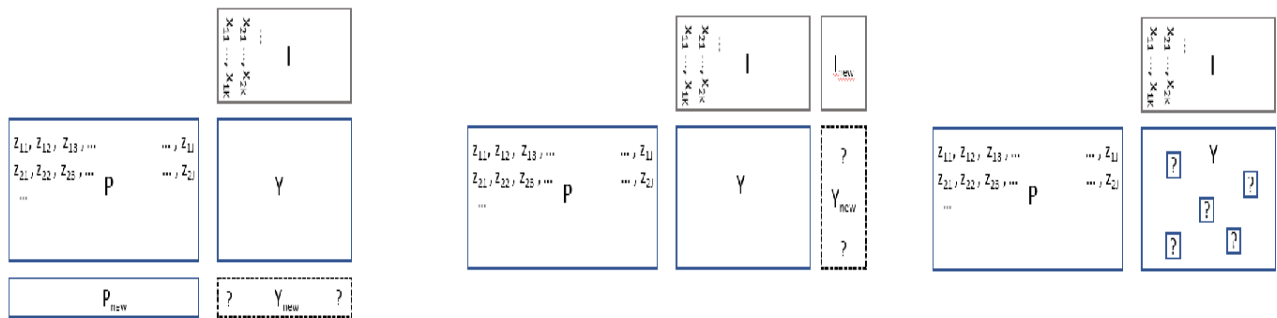 x₁₁ ..., x₁ₖ
x₂₁ ..., x₂ₖ
...
I
z₁₁, z₁₂, z₁₃, ... ..., z₁ⱼ
z₂₁, z₂₂, z₂₃, ... ..., z₂ⱼ
...
P
Y
Pₙₑw
? Yₙₑw ?
x₁₁ ..., x₁ₖ
x₂₁ ..., x₂ₖ
...
I
Iₙₑw
z₁₁, z₁₂, z₁₃, ... ..., z₁ⱼ
z₂₁, z₂₂, z₂₃, ... ..., z₂ⱼ
...
P
Y
?
Yₙₑw
?
x₁₁ ..., x₁ₖ
x₂₁ ..., x₂ₖ
...
I
z₁₁, z₁₂, z₁₃, ... ..., z₁ⱼ
z₂₁, z₂₂, z₂₃, ... ..., z₂ⱼ
...
P
Y
?
?
?
?
?